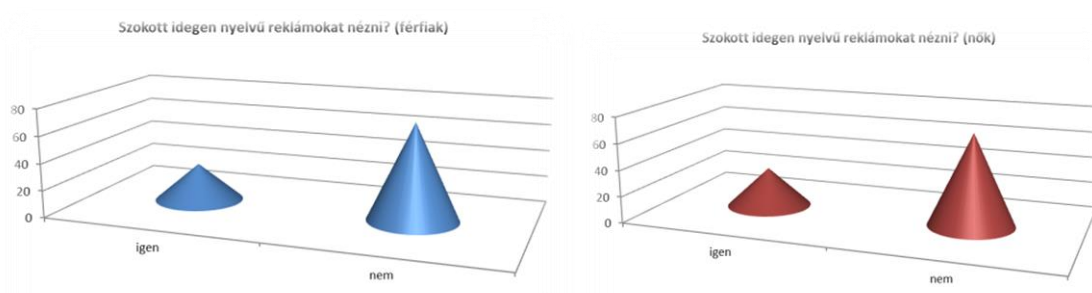 Szokott idegen nyelvű reklámokat nézni? (férfiak)
80
60
40
20
0
igen
nem
Szokott idegen nyelvű reklámokat nézni? (nők)
80
60
40
20
0
igen
nem